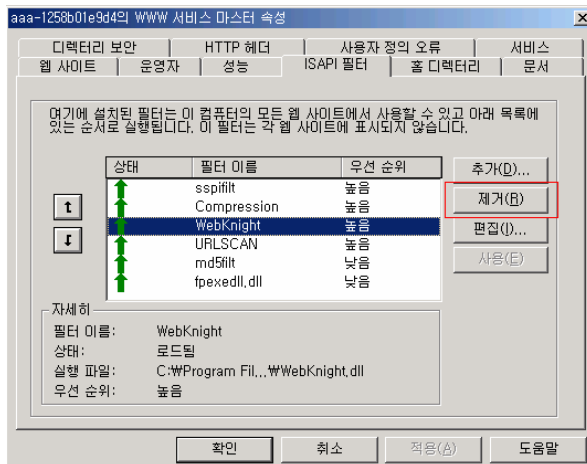 aaa-1258b01e9d4의 WWW 서비스 마스터 속성
디렉터리 보안 HTTP 헤더 사용자 정의 오류 서비스
웹 사이트 운영자 성능 ISAPI 필터 홈 디렉터리 문서
여기에 설치된 필터는 이 컴퓨터의 모든 웹 사이트에서 사용할 수 있고 아래 목록에
있는 순서로 실행됩니다. 이 필터는 각 웹 사이트에 표시되지 않습니다.
상태 필터 이름 우선 순위
sspifilt 높음
Compression 높음
WebKnight 높음
URLSCAN 높음
md5filt 낮음
fpexedll.dll 낮음
추가(D)...
제거(R)
편집(I)...
사용(E)
자세히
필터 이름: WebKnight
상태: 로드됨
실행 파일: C:₩Program Fil...₩WebKnight.dll
우선 순위: 높음
확인 취소 적용(A) 도움말